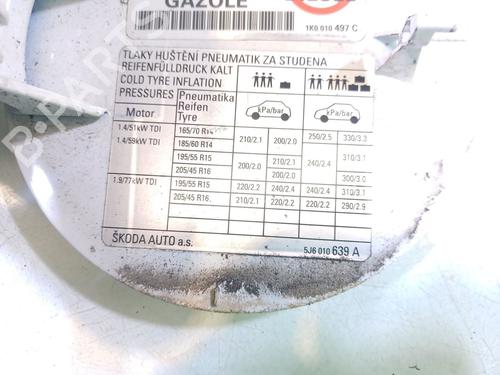 GAZOLE
1K0 010 497 C
TLAKY HUŠTĚNÍ PNEUMATIK ZA STUDENA
REIFENFÜLLDRUCK KALT
COLD TYRE INFLATION
PRESSURES
Pneumatika
Reifen
Tyre
kPa/bar kPa/bar
Motor
1.4/51kW TDI 165/70 R14 210/2.1 200/2.0 250/2.5 330/3.3
1.4/59kW TDI 185/60 R14
195/55 R15 200/2.0 210/2.1 240/2.4 310/3.1
205/45 R16 200/2.0 300/3.0
1.9/77kW TDI 195/55 R15 220/2.2 240/2.4 240/2.4 310/3.1
205/45 R16 210/2.1 220/2.2 220/2.2 290/2.9
ŠKODA AUTO a.s.
5J6 010 639 A
B-PARTS